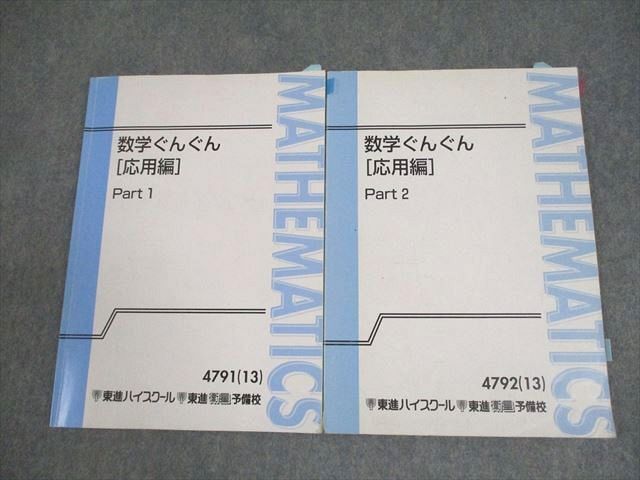 数学ぐんぐん
[応用編]
Part 1
4791(13)
東進ハイスクール 東進衛星予備校
MATHEMATICS
数学ぐんぐん
[応用編]
Part 2
4792(13)
東進ハイスクール 東進衛星予備校
MATHEMATICS